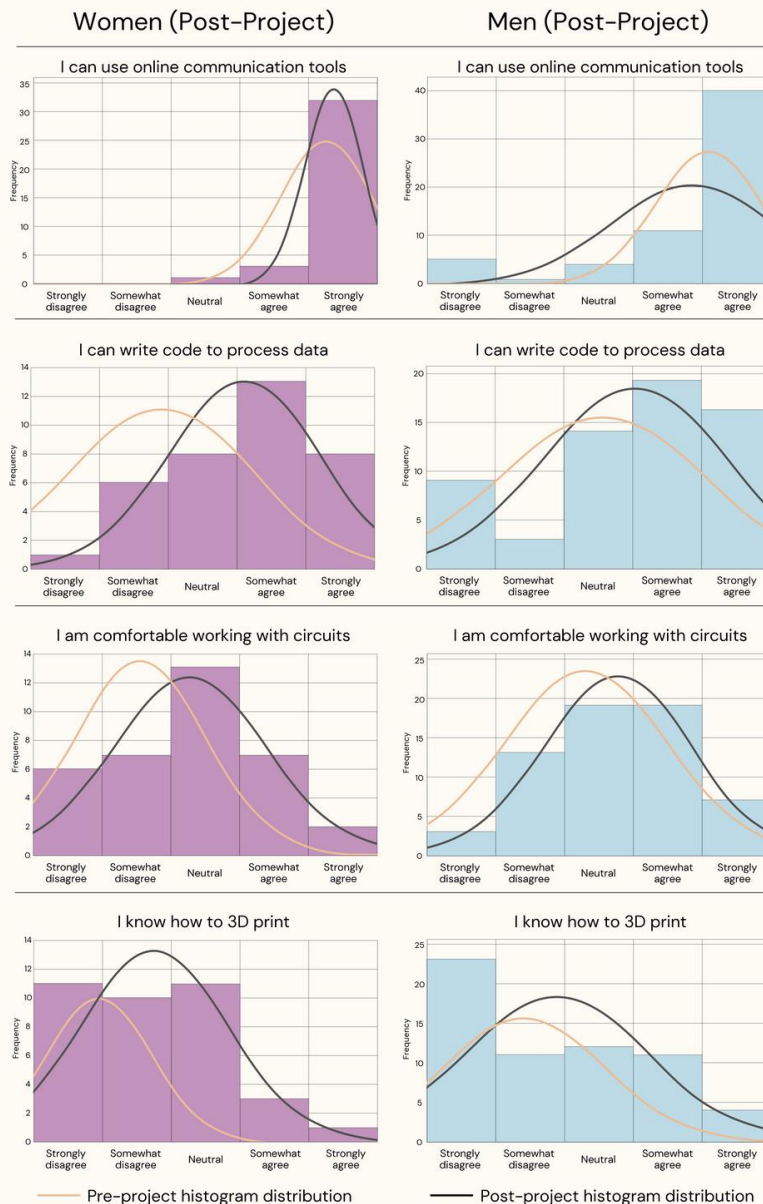 Women (Post-Project)
Men (Post-Project)
I can use online communication tools
35
30
25
20
15
10
5
0
Frequency
Strongly disagree
Somewhat disagree
Neutral
Somewhat agree
Strongly agree
I can use online communication tools
40
30
20
10
0
Frequency
Strongly disagree
Somewhat disagree
Neutral
Somewhat agree
Strongly agree
I can write code to process data
14
12
10
8
6
4
2
0
Frequency
Strongly disagree
Somewhat disagree
Neutral
Somewhat agree
Strongly agree
I can write code to process data
20
15
10
5
0
Frequency
Strongly disagree
Somewhat disagree
Neutral
Somewhat agree
Strongly agree
I am comfortable working with circuits
14
12
10
8
6
4
2
0
Frequency
Strongly disagree
Somewhat disagree
Neutral
Somewhat agree
Strongly agree
I am comfortable working with circuits
25
20
15
10
5
0
Frequency
Strongly disagree
Somewhat disagree
Neutral
Somewhat agree
Strongly agree
I know how to 3D print
14
12
10
8
6
4
2
0
Frequency
Strongly disagree
Somewhat disagree
Neutral
Somewhat agree
Strongly agree
I know how to 3D print
25
20
15
10
5
0
Frequency
Strongly disagree
Somewhat disagree
Neutral
Somewhat agree
Strongly agree
Pre-project histogram distribution
Post-project histogram distribution